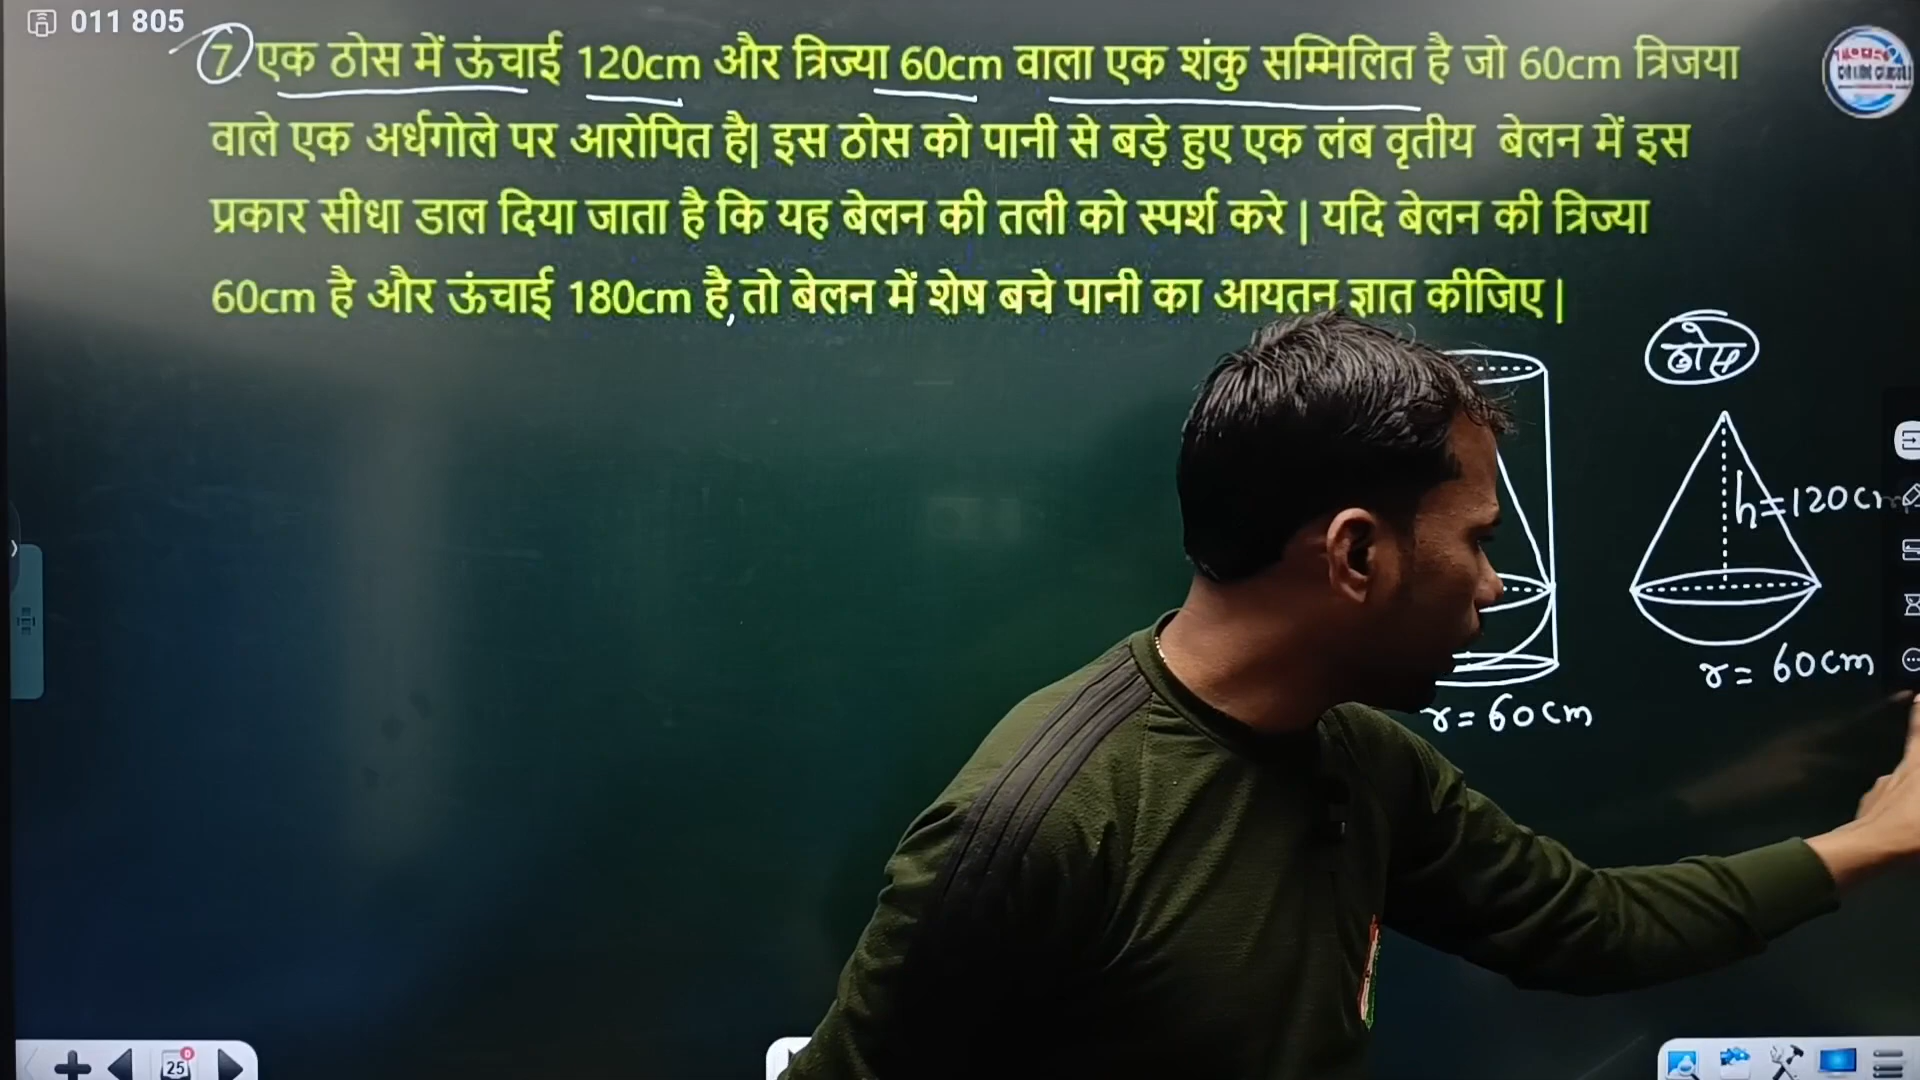 011 805
7. एक ठोस में ऊंचाई 120cm और त्रिज्या 60cm वाला एक शंकु सम्मिलित है जो 60cm त्रिजया
वाले एक अर्धगोले पर आरोपित है| इस ठोस को पानी से बड़े हुए एक लंब वृतीय बेलन में इस
प्रकार सीधा डाल दिया जाता है कि यह बेलन की तली को स्पर्श करे | यदि बेलन की त्रिज्या
60cm है और ऊंचाई 180cm है, तो बेलन में शेष बचे पानी का आयतन ज्ञात कीजिए |
ठोस
h=120cm
r= 60cm
r= 60cm
25